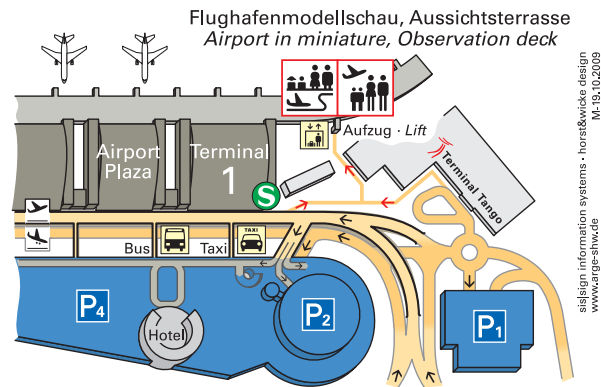 Flughafenmodellschau, Aussichtsterrasse
Airport in miniature, Observation deck
Aufzug · Lift
Airport
Plaza
Terminal
1
S
Terminal Tango
Bus
Taxi
TAXI
P4
Hotel
P2
P1
sis|sign information systems · horst&wicke design
www.arge-shw.de
M-19.10.2009